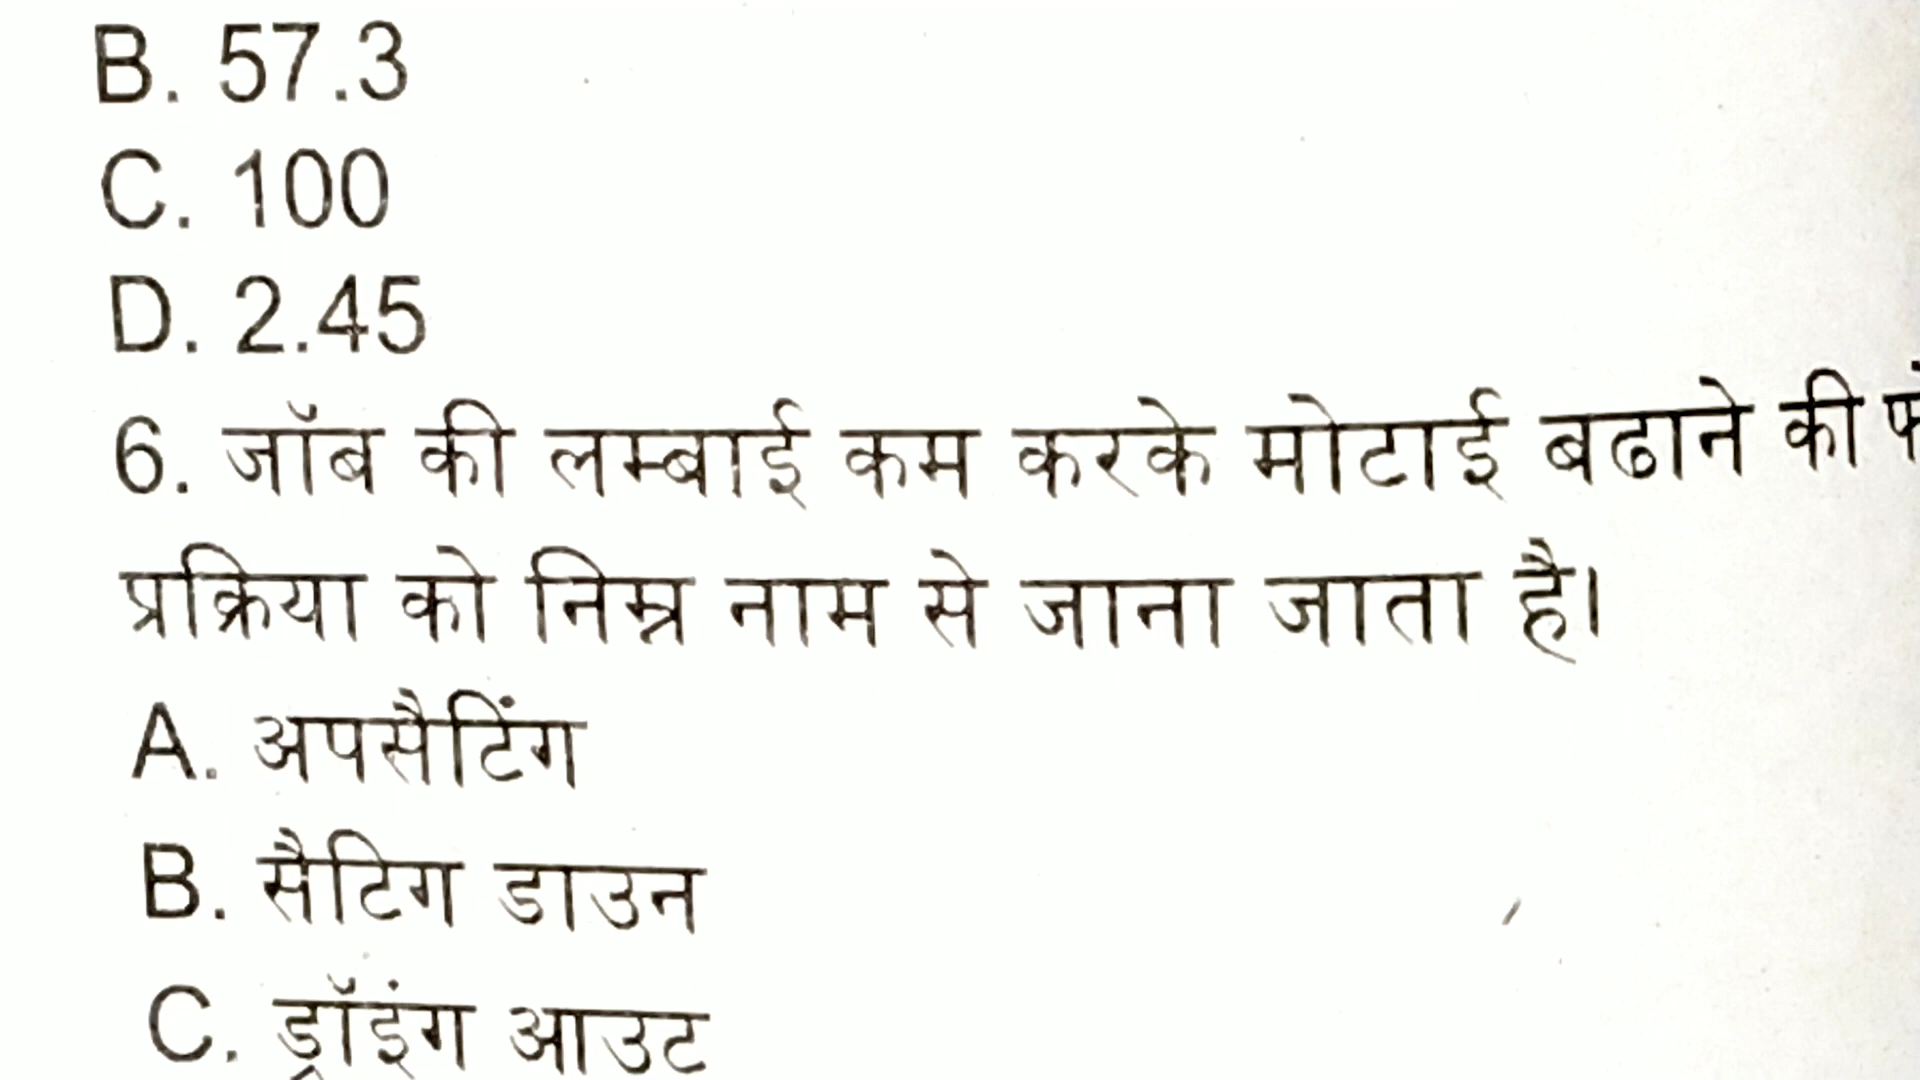 B. 57.3
C. 100
D. 2.45
6. जॉब की लम्बाई कम करके मोटाई बढाने की
प्रक्रिया को निम्न नाम से जाना जाता है।
A. अपसैटिंग
B. सैटिग डाउन
C. ड्रॉइंग आउट